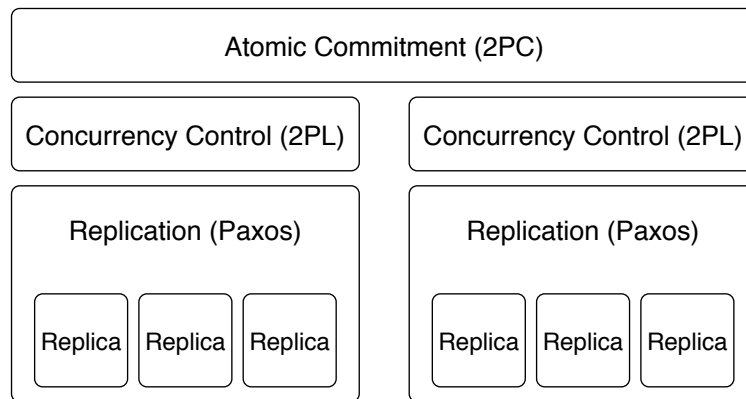 Atomic Commitment (2PC)
Concurrency Control (2PL)
Concurrency Control (2PL)
Replication (Paxos)
Replication (Paxos)
Replica
Replica
Replica
Replica
Replica
Replica